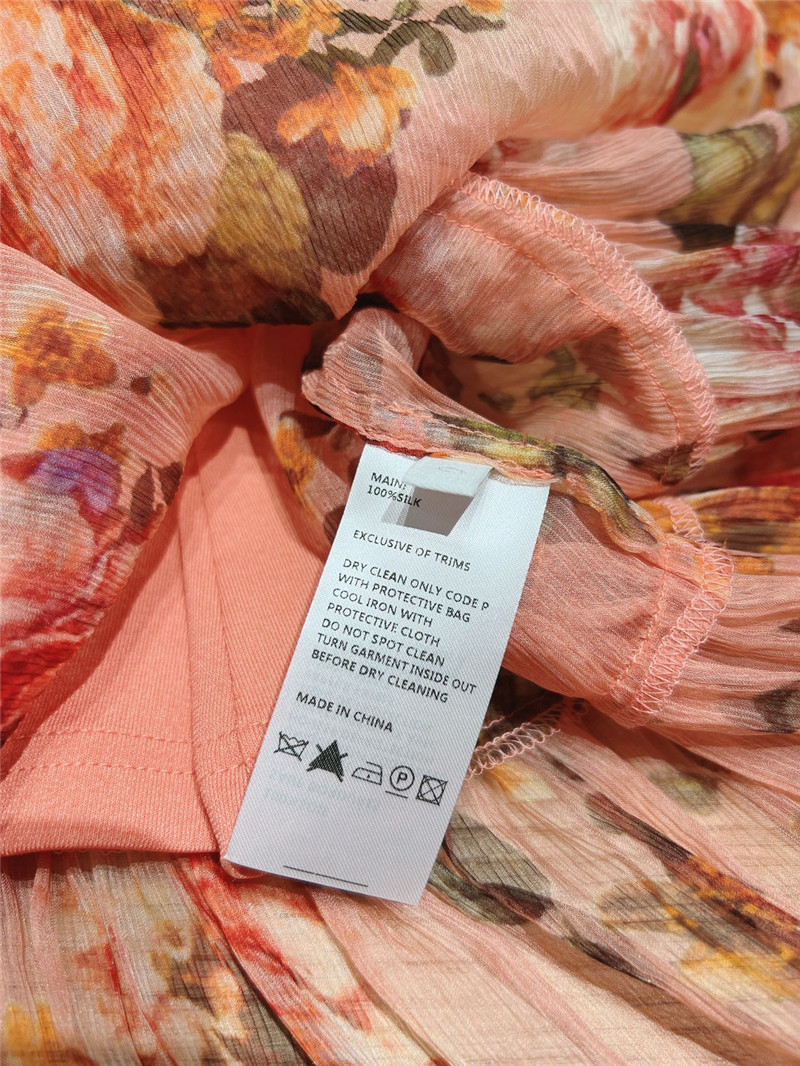 MAIN:
100%SILK
EXCLUSIVE OF TRIMS
DRY CLEAN ONLY CODE P
WITH PROTECTIVE BAG
COOL IRON WITH
PROTECTIVE CLOTH
DO NOT SPOT CLEAN
TURN GARMENT INSIDE OUT
BEFORE DRY CLEANING
MADE IN CHINA
P